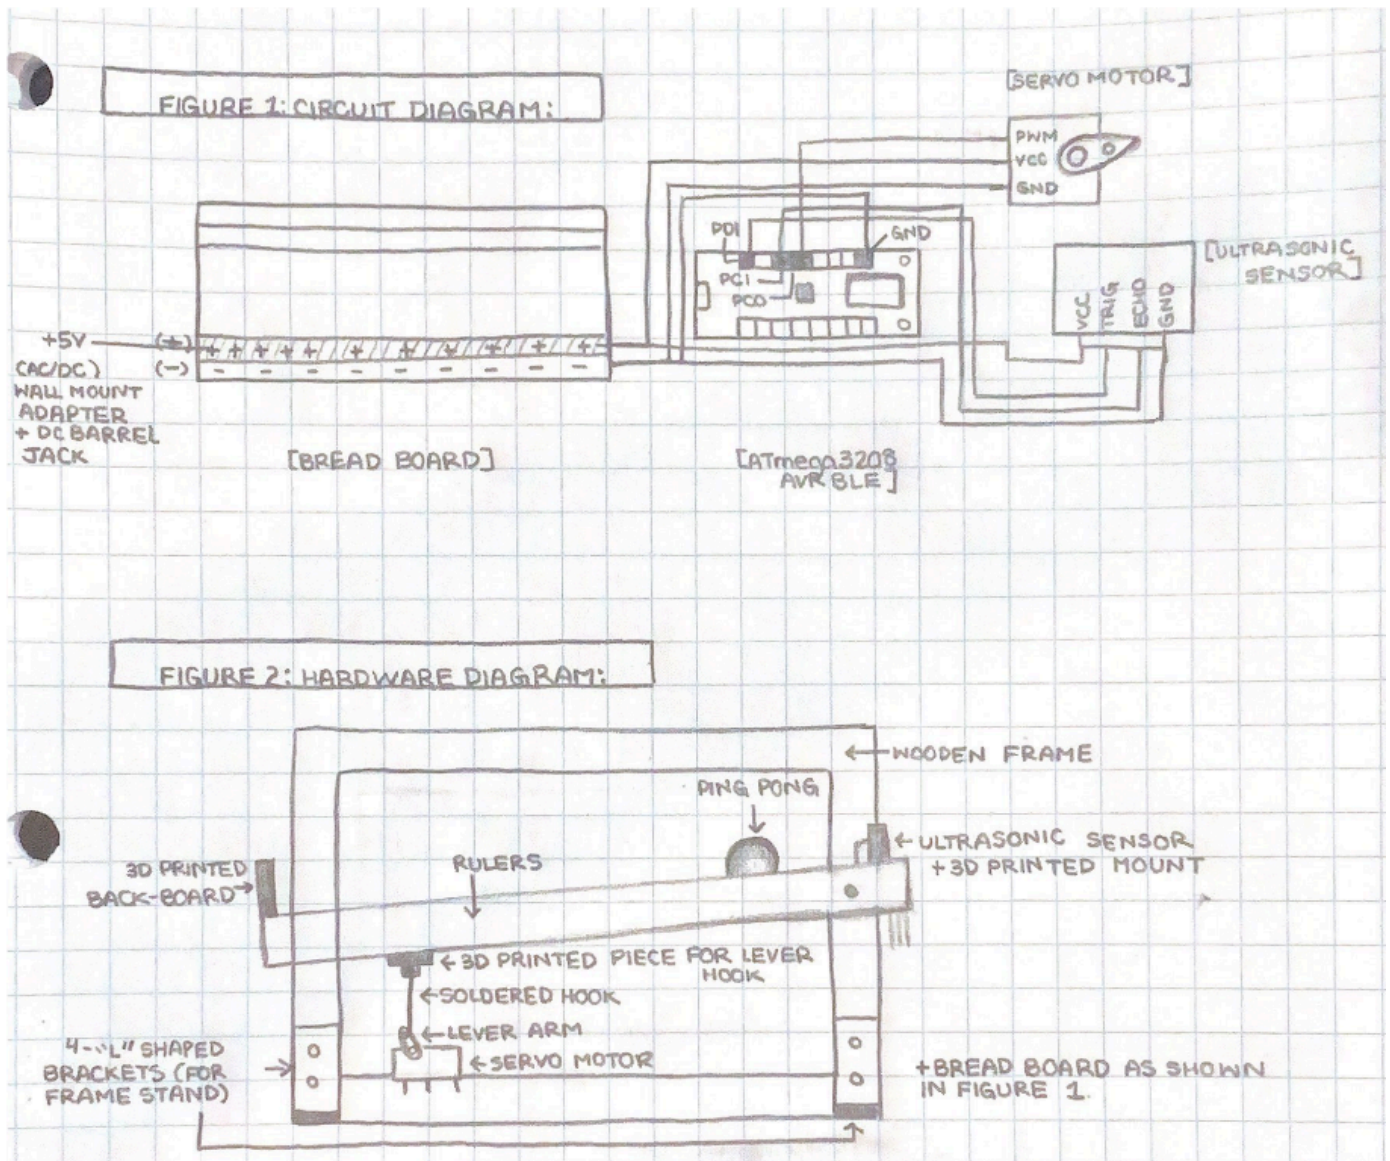 FIGURE 1: CIRCUIT DIAGRAM:
[SERVO MOTOR]
PWM
VCC
GND
PD1
GND
PC1
PC0
[ULTRASONIC
SENSOR]
VCC
TRIG
ECHO
GND
+5V
(+)
+ + + + + + + + + +
(AC/DC)
(-)
- - - - - - - - -
WALL MOUNT
ADAPTER
+ DC BARREL
JACK
[BREAD BOARD]
[ATmega3208
AVR BLE]
FIGURE 2: HARDWARE DIAGRAM:
←WOODEN FRAME
PING PONG
←ULTRASONIC SENSOR
+3D PRINTED MOUNT
3D PRINTED
BACK-BOARD→
RULERS
←3D PRINTED PIECE FOR LEVER
HOOK
←SOLDERED HOOK
←LEVER ARM
←SERVO MOTOR
4-"L" SHAPED
BRACKETS (FOR
FRAME STAND)
+BREAD BOARD AS SHOWN
IN FIGURE 1.